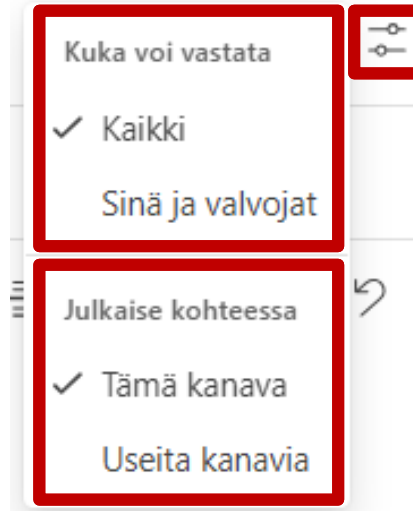 Kuka voi vastata
Kaikki
Sinä ja valvojat
Julkaise kohteessa
Tämä kanava
Useita kanavia